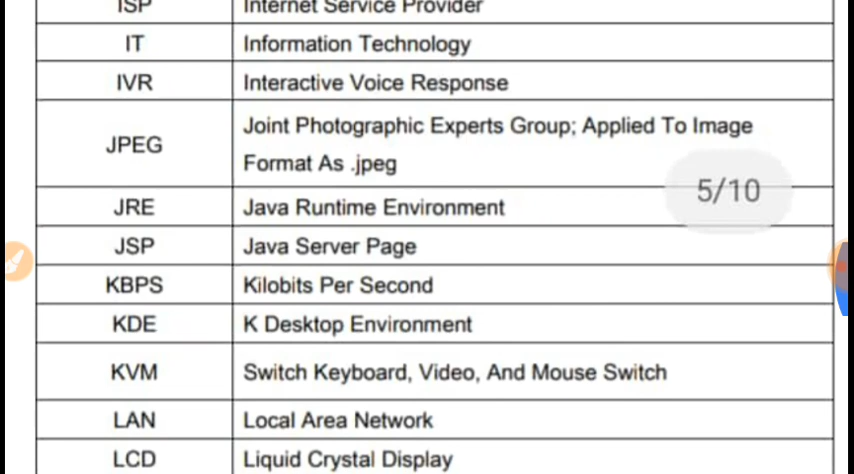 ISP Internet Service Provider
IT Information Technology
IVR Interactive Voice Response
JPEG Joint Photographic Experts Group; Applied To Image
Format As .jpeg
5/10
JRE Java Runtime Environment
JSP Java Server Page
KBPS Kilobits Per Second
KDE K Desktop Environment
KVM Switch Keyboard, Video, And Mouse Switch
LAN Local Area Network
LCD Liquid Crystal Display